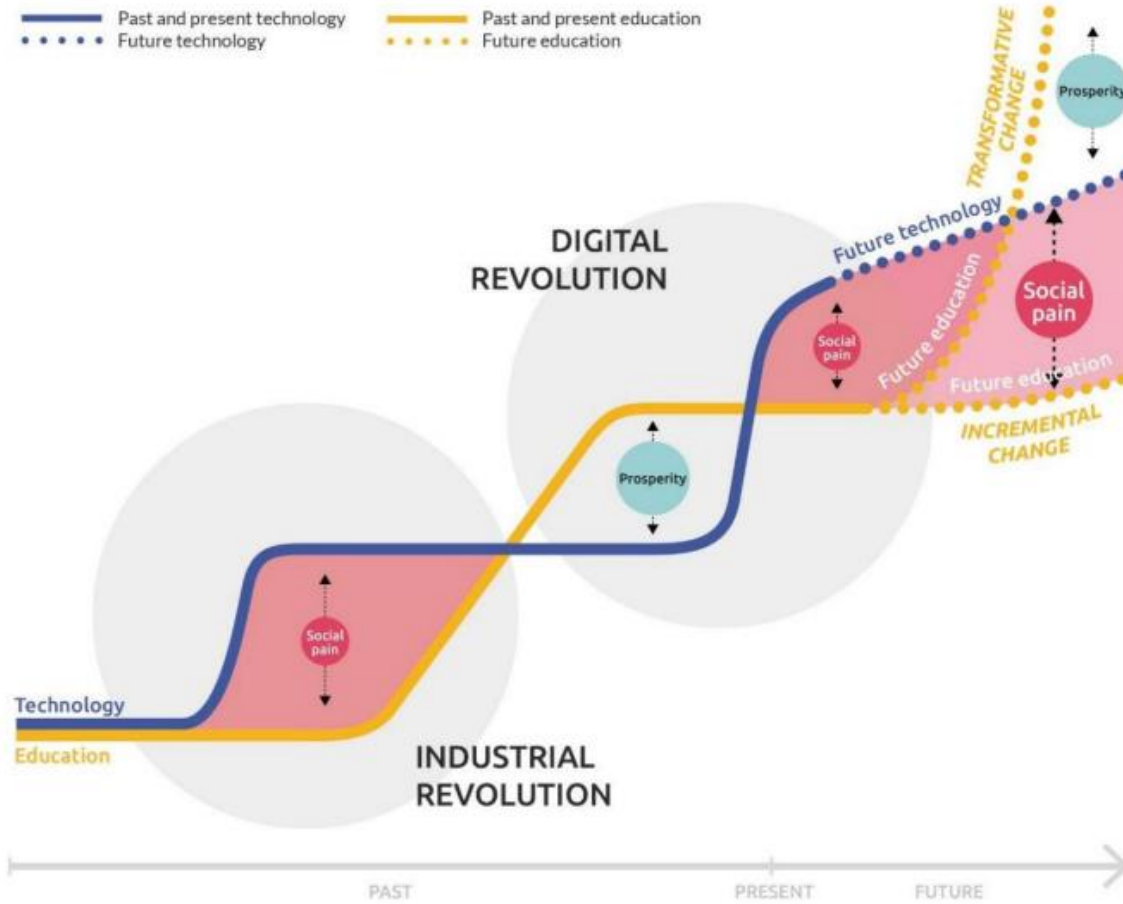 Past and present technology
Future technology
Past and present education
Future education
TRANSFORMATIVE
CHANGE
Prosperity
DIGITAL
REVOLUTION
Future technology
Future education
Social
pain
Social
pain
Future education
INCREMENTAL
CHANGE
Prosperity
Social
pain
Technology
Education
INDUSTRIAL
REVOLUTION
PAST
PRESENT
FUTURE